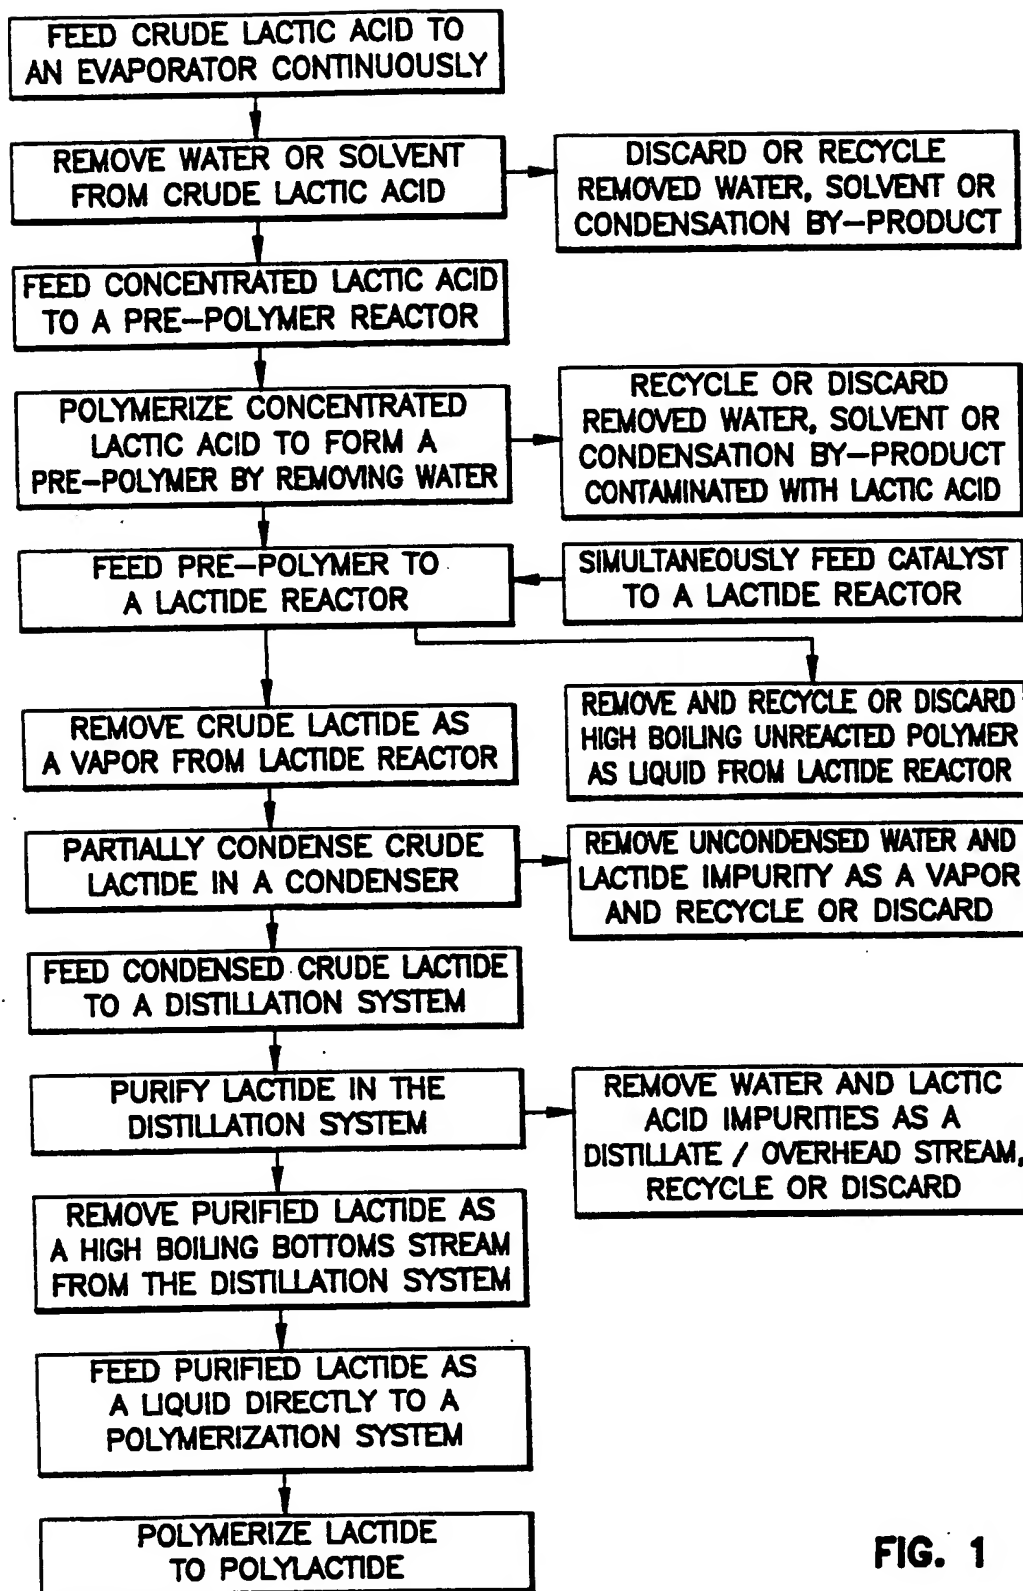 FEED CRUDE LACTIC ACID TO
AN EVAPORATOR CONTINUOUSLY
REMOVE WATER OR SOLVENT
FROM CRUDE LACTIC ACID
DISCARD OR RECYCLE
REMOVED WATER, SOLVENT OR
CONDENSATION BY-PRODUCT
FEED CONCENTRATED LACTIC ACID
TO A PRE-POLYMER REACTOR
POLYMERIZE CONCENTRATED
LACTIC ACID TO FORM A
PRE-POLYMER BY REMOVING WATER
RECYCLE OR DISCARD
REMOVED WATER, SOLVENT OR
CONDENSATION BY-PRODUCT
CONTAMINATED WITH LACTIC ACID
FEED PRE-POLYMER TO
A LACTIDE REACTOR
SIMULTANEOUSLY FEED CATALYST
TO A LACTIDE REACTOR
REMOVE CRUDE LACTIDE AS
A VAPOR FROM LACTIDE REACTOR
REMOVE AND RECYCLE OR DISCARD
HIGH BOILING UNREACTED POLYMER
AS LIQUID FROM LACTIDE REACTOR
PARTIALLY CONDENSE CRUDE
LACTIDE IN A CONDENSER
REMOVE UNCONDENSED WATER AND
LACTIDE IMPURITY AS A VAPOR
AND RECYCLE OR DISCARD
FEED CONDENSED CRUDE LACTIDE
TO A DISTILLATION SYSTEM
PURIFY LACTIDE IN THE
DISTILLATION SYSTEM
REMOVE WATER AND LACTIC
ACID IMPURITIES AS A
DISTILLATE / OVERHEAD STREAM,
RECYCLE OR DISCARD
REMOVE PURIFIED LACTIDE AS
A HIGH BOILING BOTTOMS STREAM
FROM THE DISTILLATION SYSTEM
FEED PURIFIED LACTIDE AS
A LIQUID DIRECTLY TO A
POLYMERIZATION SYSTEM
POLYMERIZE LACTIDE
TO POLYLACTIDE
FIG. 1